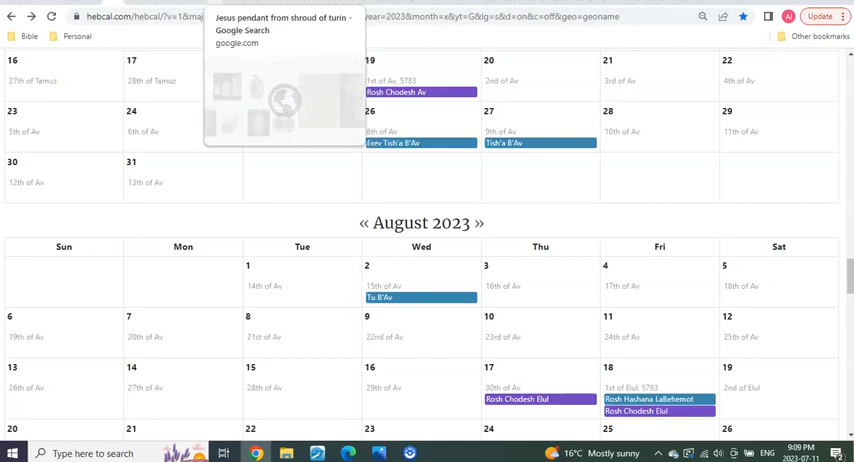 hebcal.com/hebcal/?v=1&maj
year=2023&month=x&yt=G&lg=s&d=on&c=off&geo=geoname
Update
Bible
Personal
Other bookmarks
Jesus pendant from shroud of turin -
Google Search
google.com
16 17 19 20 21 22
27th of Tamuz 28th of Tamuz 1st of Av, 5783 2nd of Av 3rd of Av 4th of Av
Rosh Chodesh Av
23 24 26 27 28 29
5th of Av 6th of Av 8th of Av 9th of Av 10th of Av 11th of Av
Erev Tish'a B'Av Tish'a B'Av
30 31
12th of Av 13th of Av
« August 2023 »
Sun Mon Tue Wed Thu Fri Sat
1 2 3 4 5
14th of Av 15th of Av 16th of Av 17th of Av 18th of Av
Tu B'Av
6 7 8 9 10 11 12
19th of Av 20th of Av 21st of Av 22nd of Av 23rd of Av 24th of Av 25th of Av
13 14 15 16 17 18 19
26th of Av 27th of Av 28th of Av 29th of Av 30th of Av 1st of Elul, 5783 2nd of Elul
Rosh Chodesh Elul Rosh Hashana LaBehemot
Rosh Chodesh Elul
20 21 22 23 24 25 26
Type here to search
16°C Mostly sunny
ENG
9:09 PM
2023-07-11
2